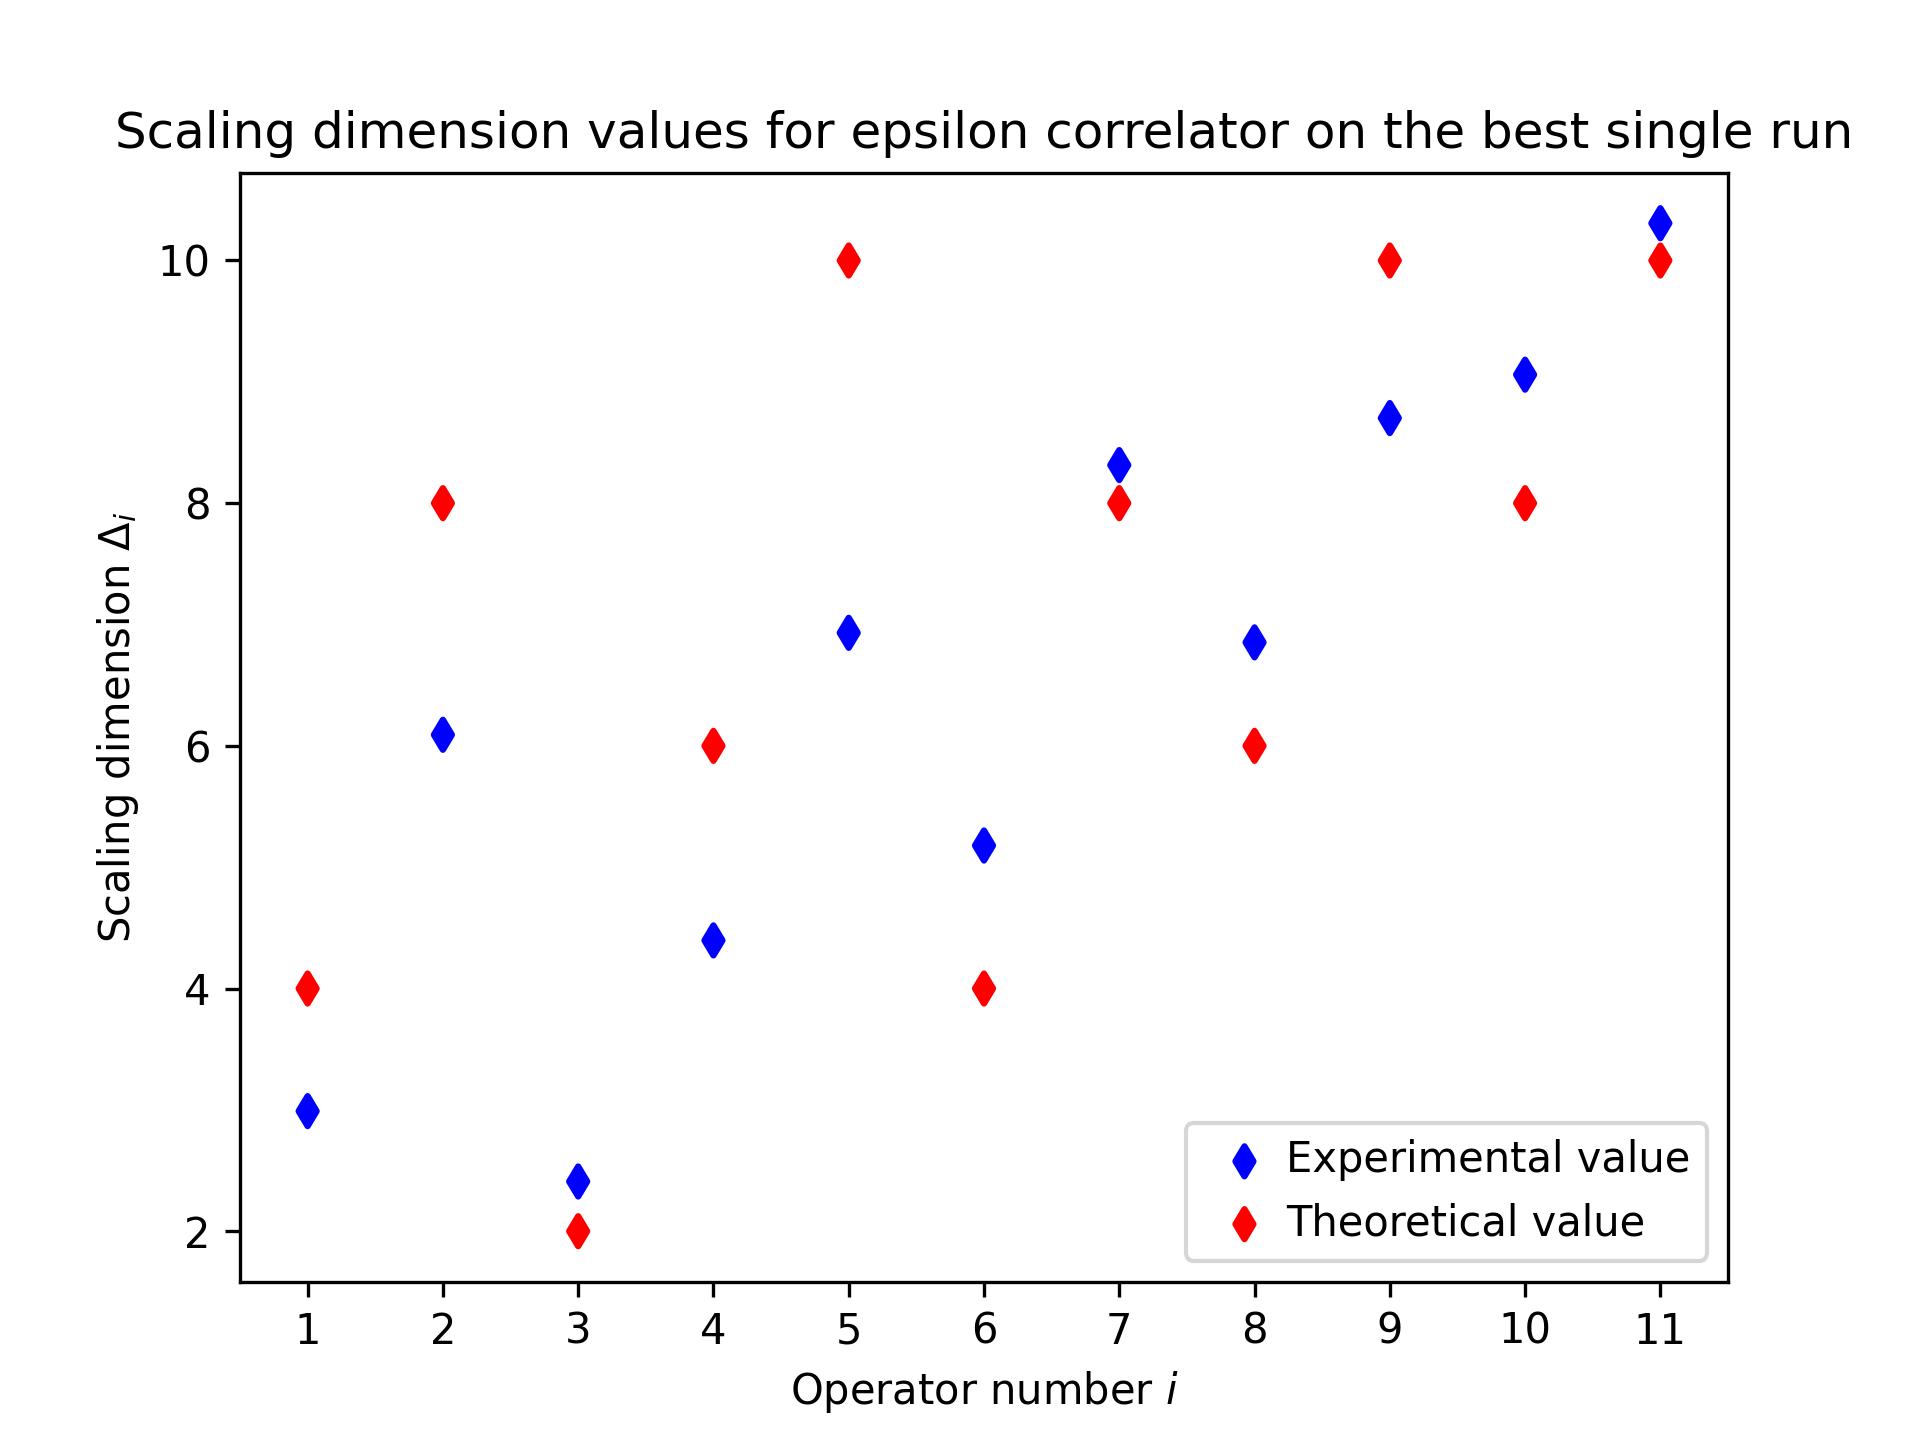 Scaling dimension values for epsilon correlator on the best single run
Scaling dimension Δᵢ
10
8
6
4
2
Experimental value
Theoretical value
1 2 3 4 5 6 7 8 9 10 11
Operator number i